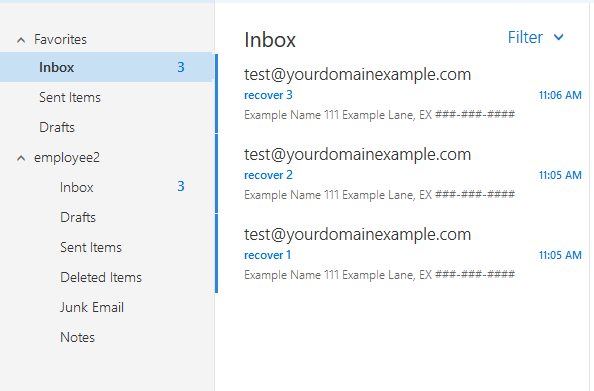 Favorites
Inbox 3
Sent Items
Drafts
employee2
Inbox 3
Drafts
Sent Items
Deleted Items
Junk Email
Notes
Inbox Filter
test@yourdomainexample.com
recover 3 11:06 AM
Example Name 111 Example Lane, EX ###-###-####
test@yourdomainexample.com
recover 2 11:05 AM
Example Name 111 Example Lane, EX ###-###-####
test@yourdomainexample.com
recover 1 11:05 AM
Example Name 111 Example Lane, EX ###-###-####